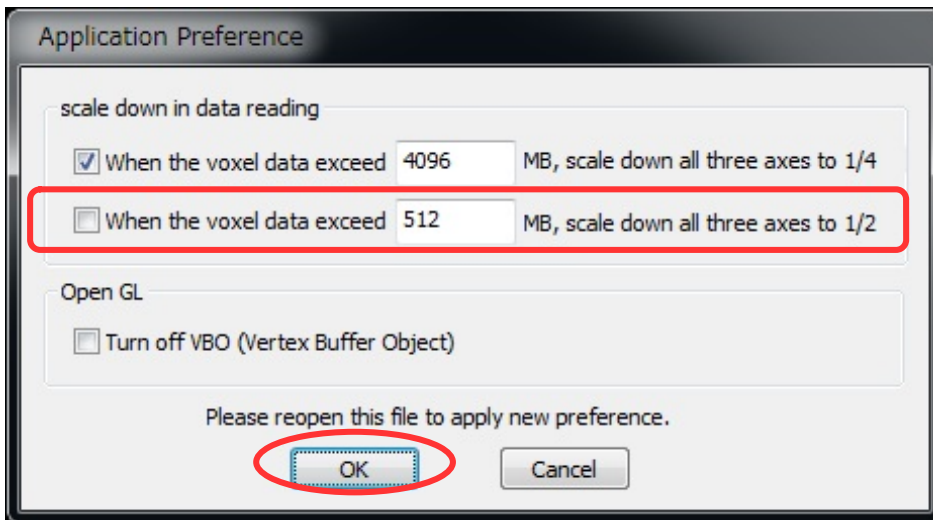 Application Preference
scale down in data reading
When the voxel data exceed 4096 MB, scale down all three axes to 1/4
When the voxel data exceed 512 MB, scale down all three axes to 1/2
Open GL
Turn off VBO (Vertex Buffer Object)
Please reopen this file to apply new preference.
OK Cancel